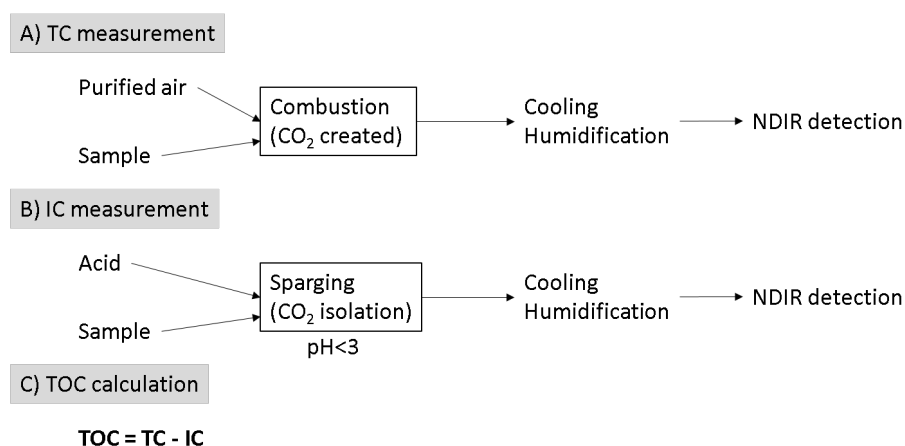 A) TC measurement
Purified air
Sample
Combustion
(CO₂ created)
Cooling
Humidification
NDIR detection
B) IC measurement
Acid
Sample
Sparging
(CO₂ isolation)
pH<3
Cooling
Humidification
NDIR detection
C) TOC calculation
TOC = TC - IC